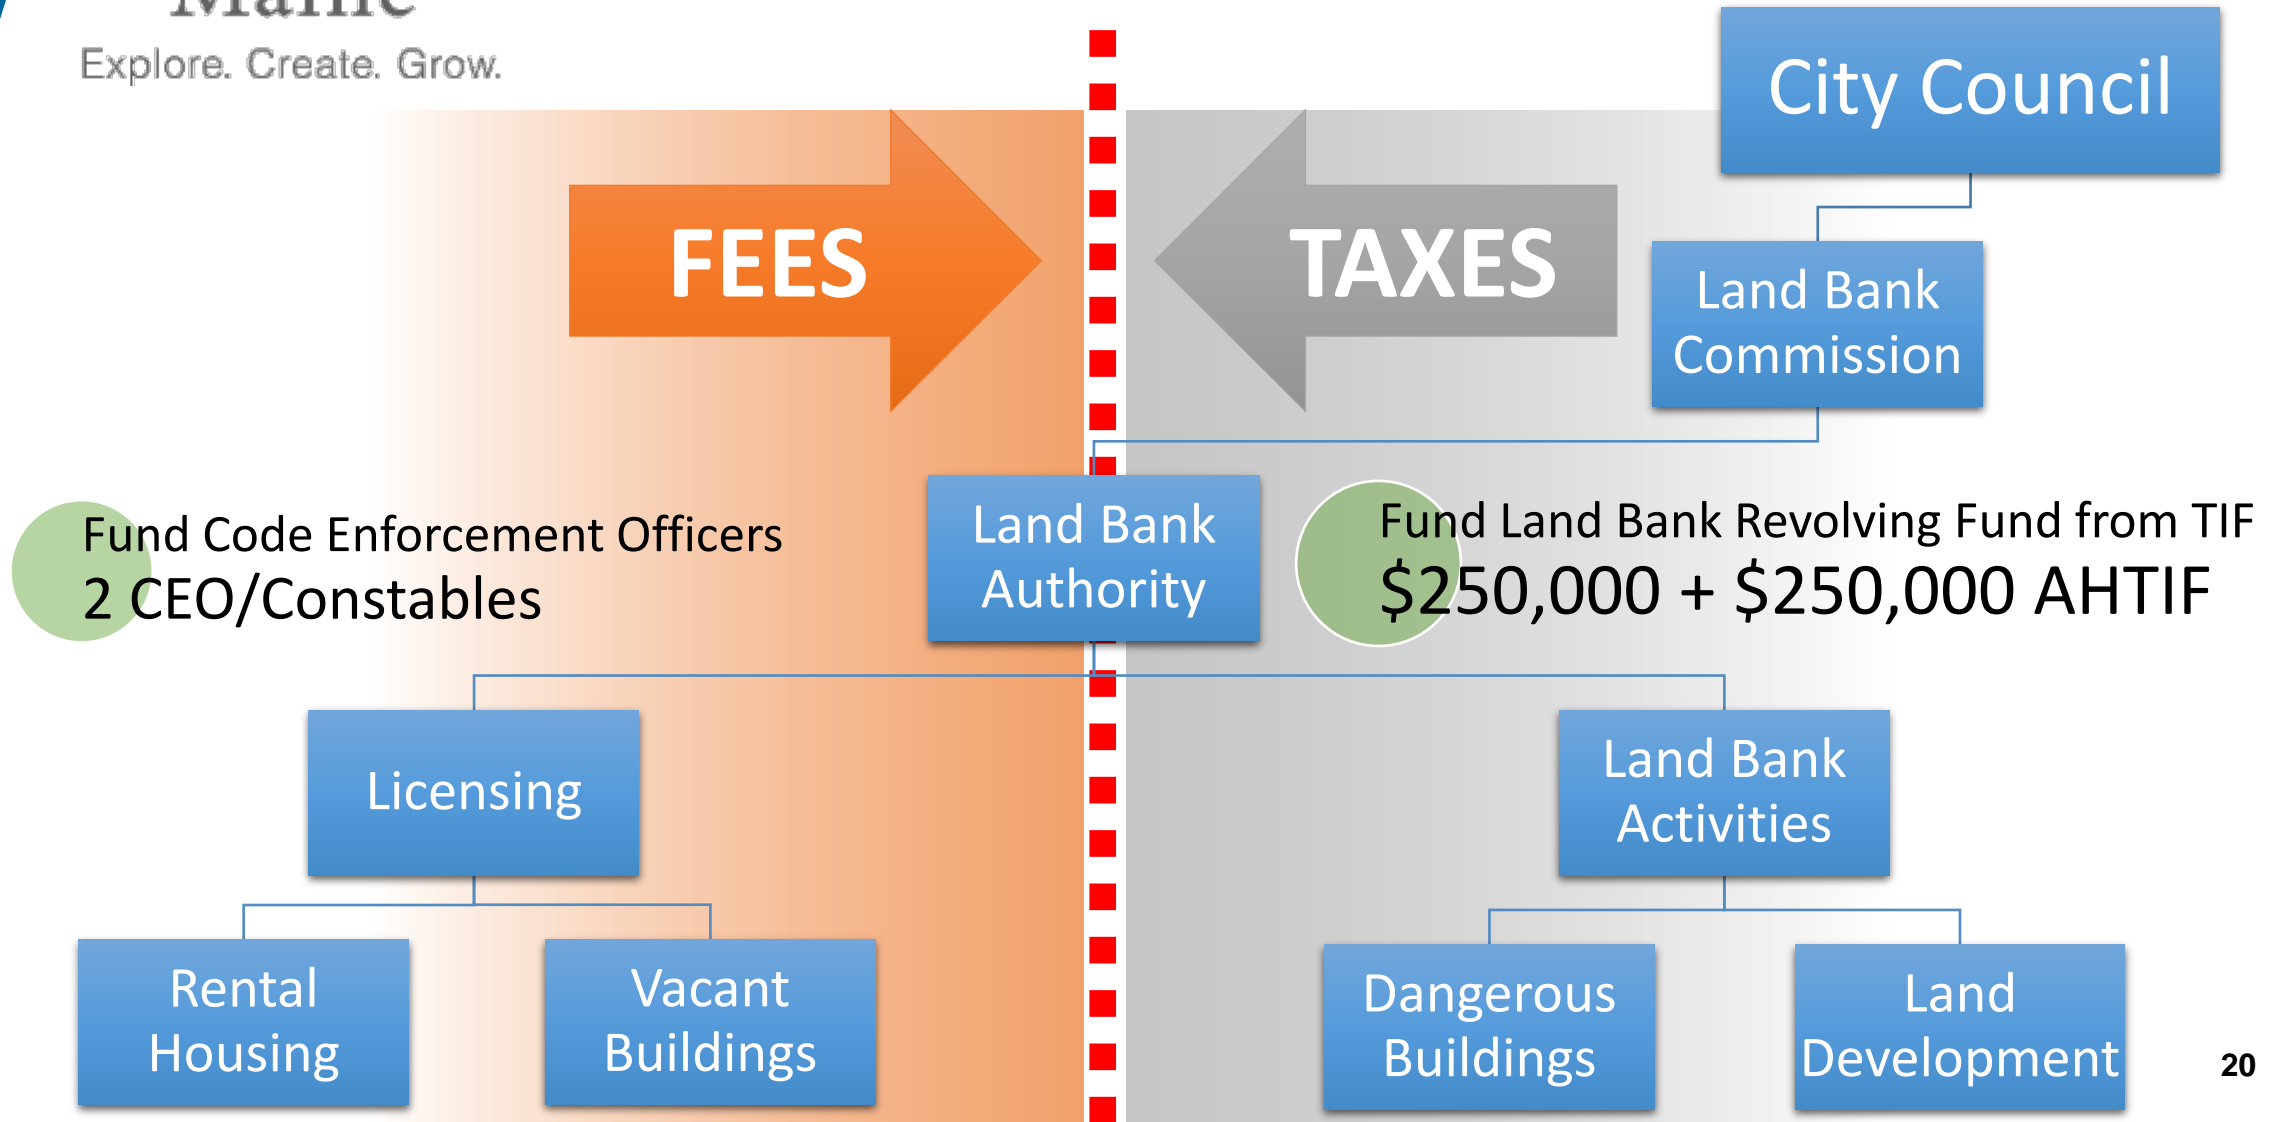 Explore. Create. Grow.
City Council
FEES
TAXES
Land Bank
Commission
Fund Code Enforcement Officers
2 CEO/Constables
Land Bank
Authority
Fund Land Bank Revolving Fund from TIF
$250,000 + $250,000 AHTIF
Licensing
Land Bank
Activities
Rental
Housing
Vacant
Buildings
Dangerous
Buildings
Land
Development
20